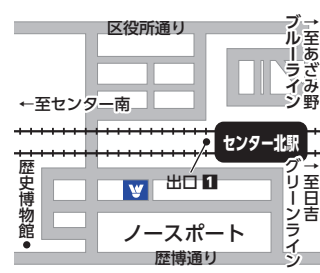 区役所通り
ブルーライン
→至あざみ野
←至センター南
センター北駅
歴史博物館
出口 1
グリーンライン
→至日吉
W
ノースポート
歴博通り